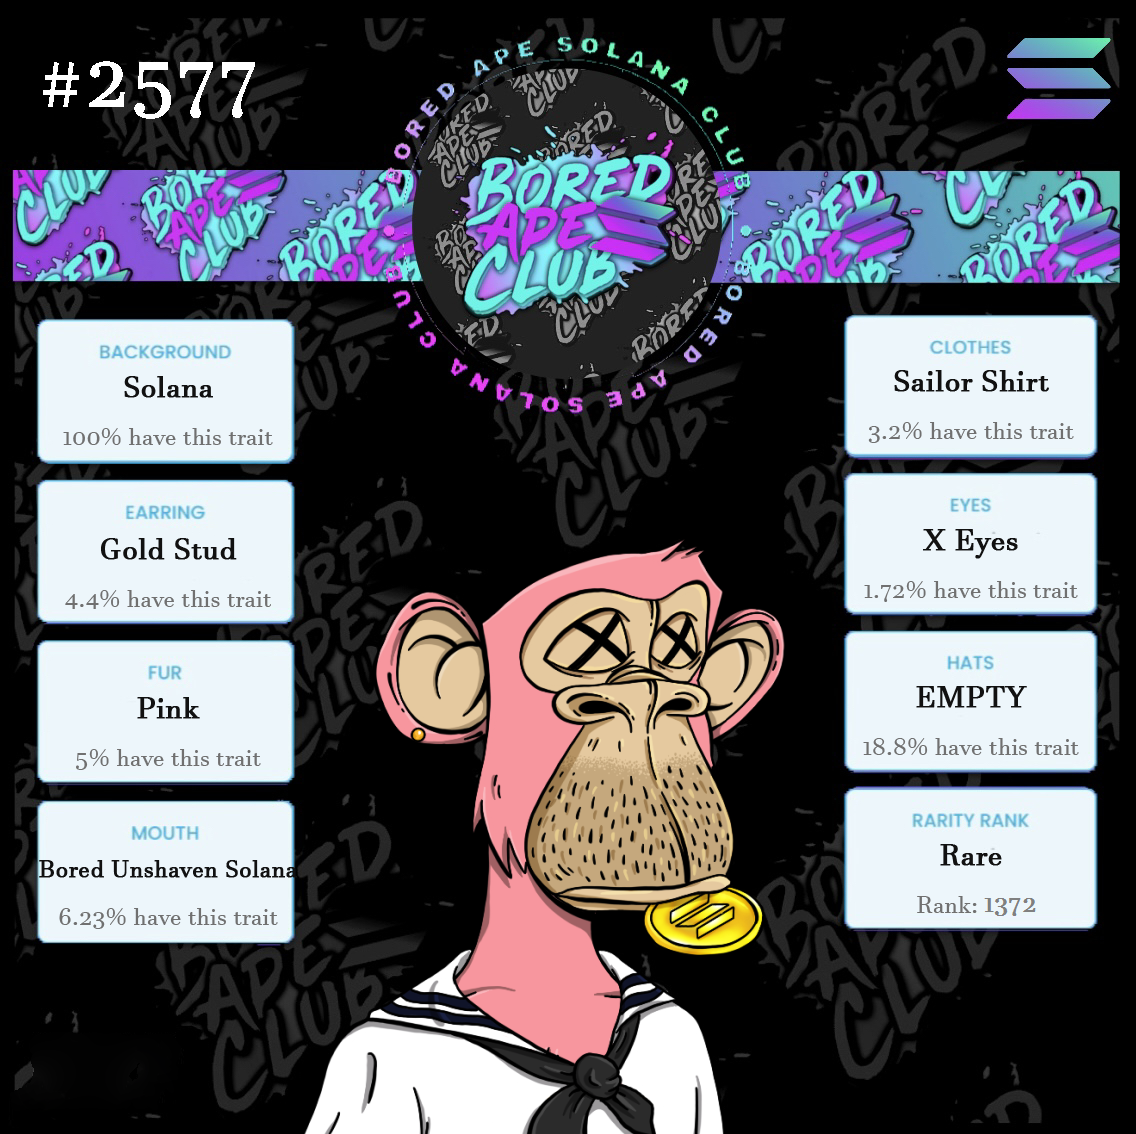 #2577
BORED APE SOLANA CLUB
BORED APE SOLANA CLUB
BORED
APE
CLUB
BACKGROUND
Solana
100% have this trait
EARRING
Gold Stud
4.4% have this trait
FUR
Pink
5% have this trait
MOUTH
Bored Unshaven Solana
6.23% have this trait
CLOTHES
Sailor Shirt
3.2% have this trait
EYES
X Eyes
1.72% have this trait
HATS
EMPTY
18.8% have this trait
RARITY RANK
Rare
Rank: 1372